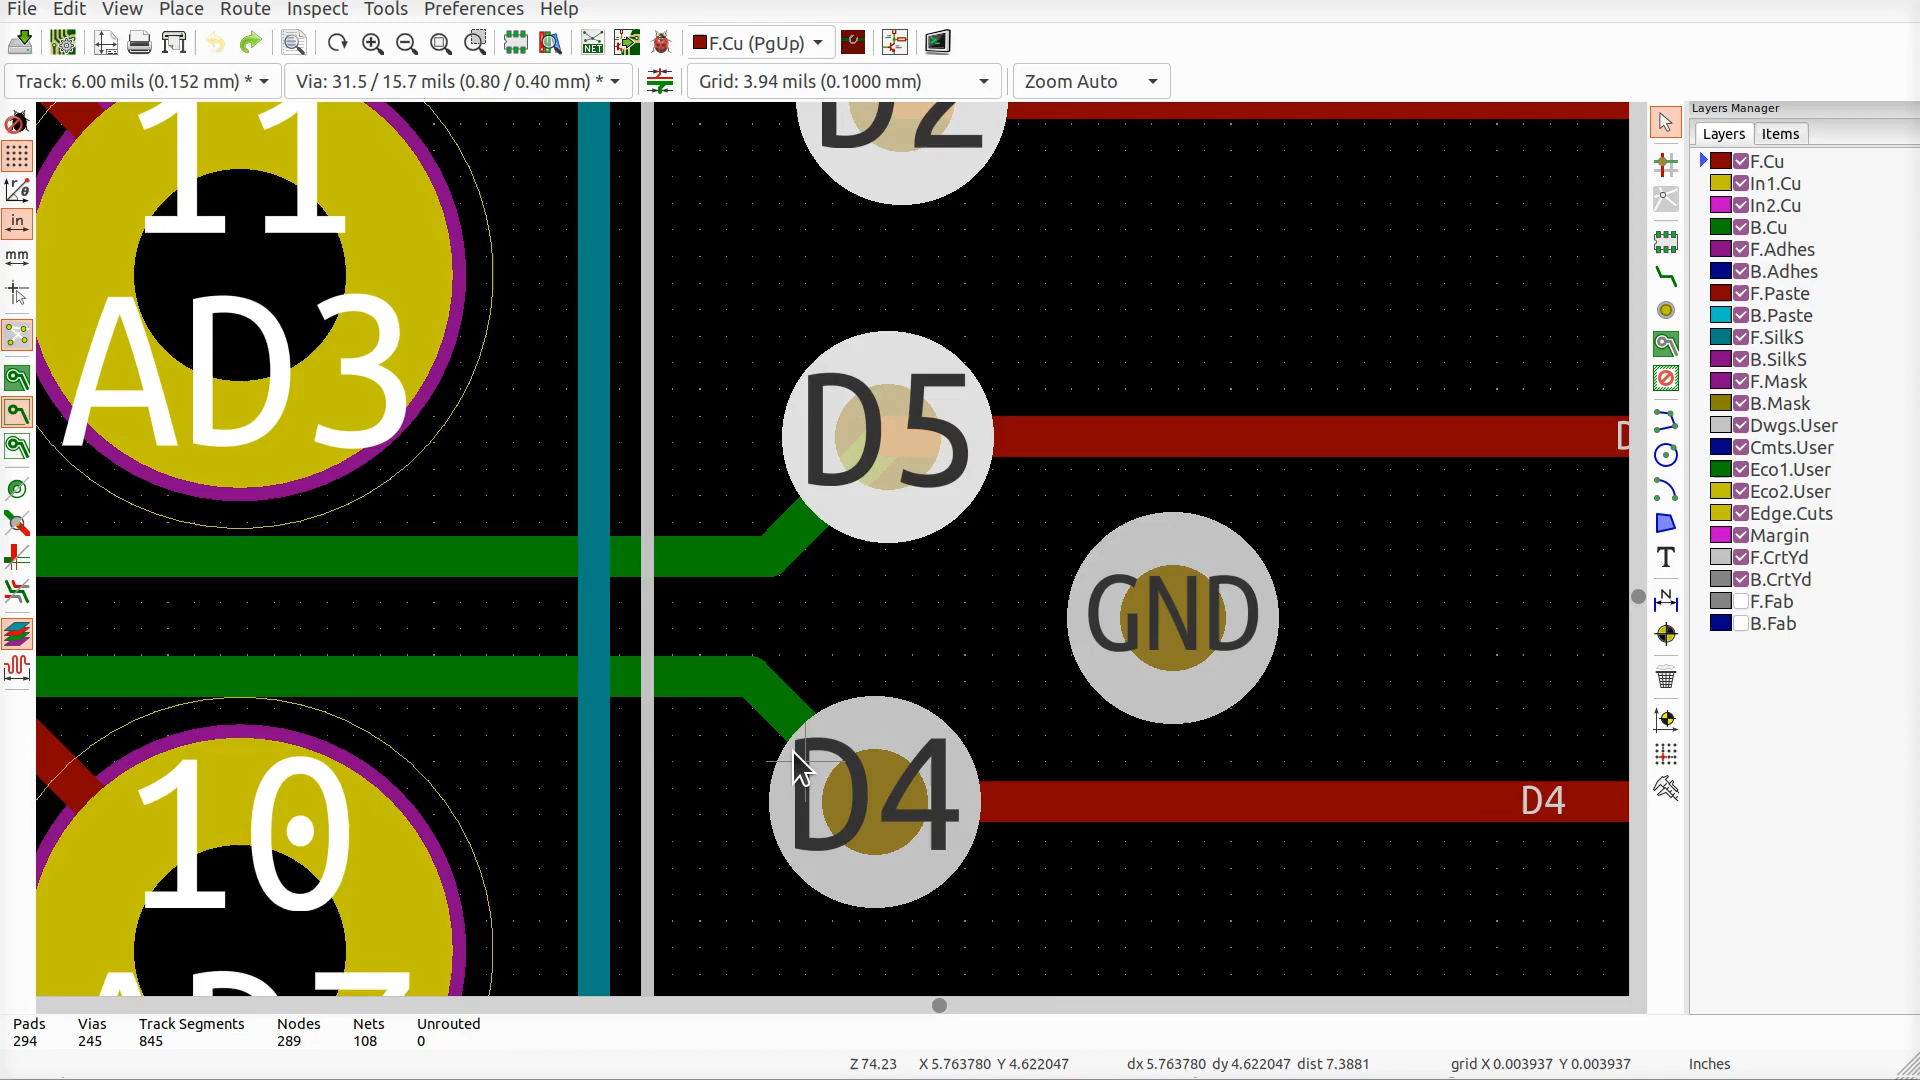 File Edit View Place Route Inspect Tools Preferences Help
F.Cu (PgUp)
Track: 6.00 mils (0.152 mm) * Via: 31.5 / 15.7 mils (0.80 / 0.40 mm) * Grid: 3.94 mils (0.1000 mm) Zoom Auto
Layers Manager
Layers Items
F.Cu
In1.Cu
In2.Cu
B.Cu
F.Adhes
B.Adhes
F.Paste
B.Paste
F.SilkS
B.SilkS
F.Mask
B.Mask
Dwgs.User
Cmts.User
Eco1.User
Eco2.User
Edge.Cuts
Margin
F.CrtYd
B.CrtYd
F.Fab
B.Fab
in
mm
NET
11
AD3
D2
D5
GND
D4
D4
10
Pads Vias Track Segments Nodes Nets Unrouted
294 245 845 289 108 0
Z 74.23 X 5.763780 Y 4.622047 dx 5.763780 dy 4.622047 dist 7.3881 grid X 0.003937 Y 0.003937 Inches